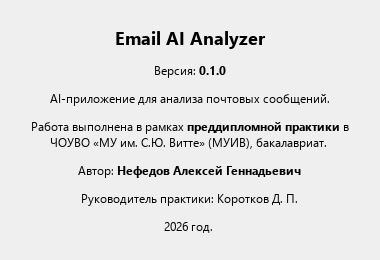 Email AI Analyzer
Версия: 0.1.0
AI-приложение для анализа почтовых сообщений.
Работа выполнена в рамках преддипломной практики в
ЧОУВО «МУ им. С.Ю. Витте» (МУИВ), бакалавриат.
Автор: Нефедов Алексей Геннадьевич
Руководитель практики: Коротков Д. П.
2026 год.